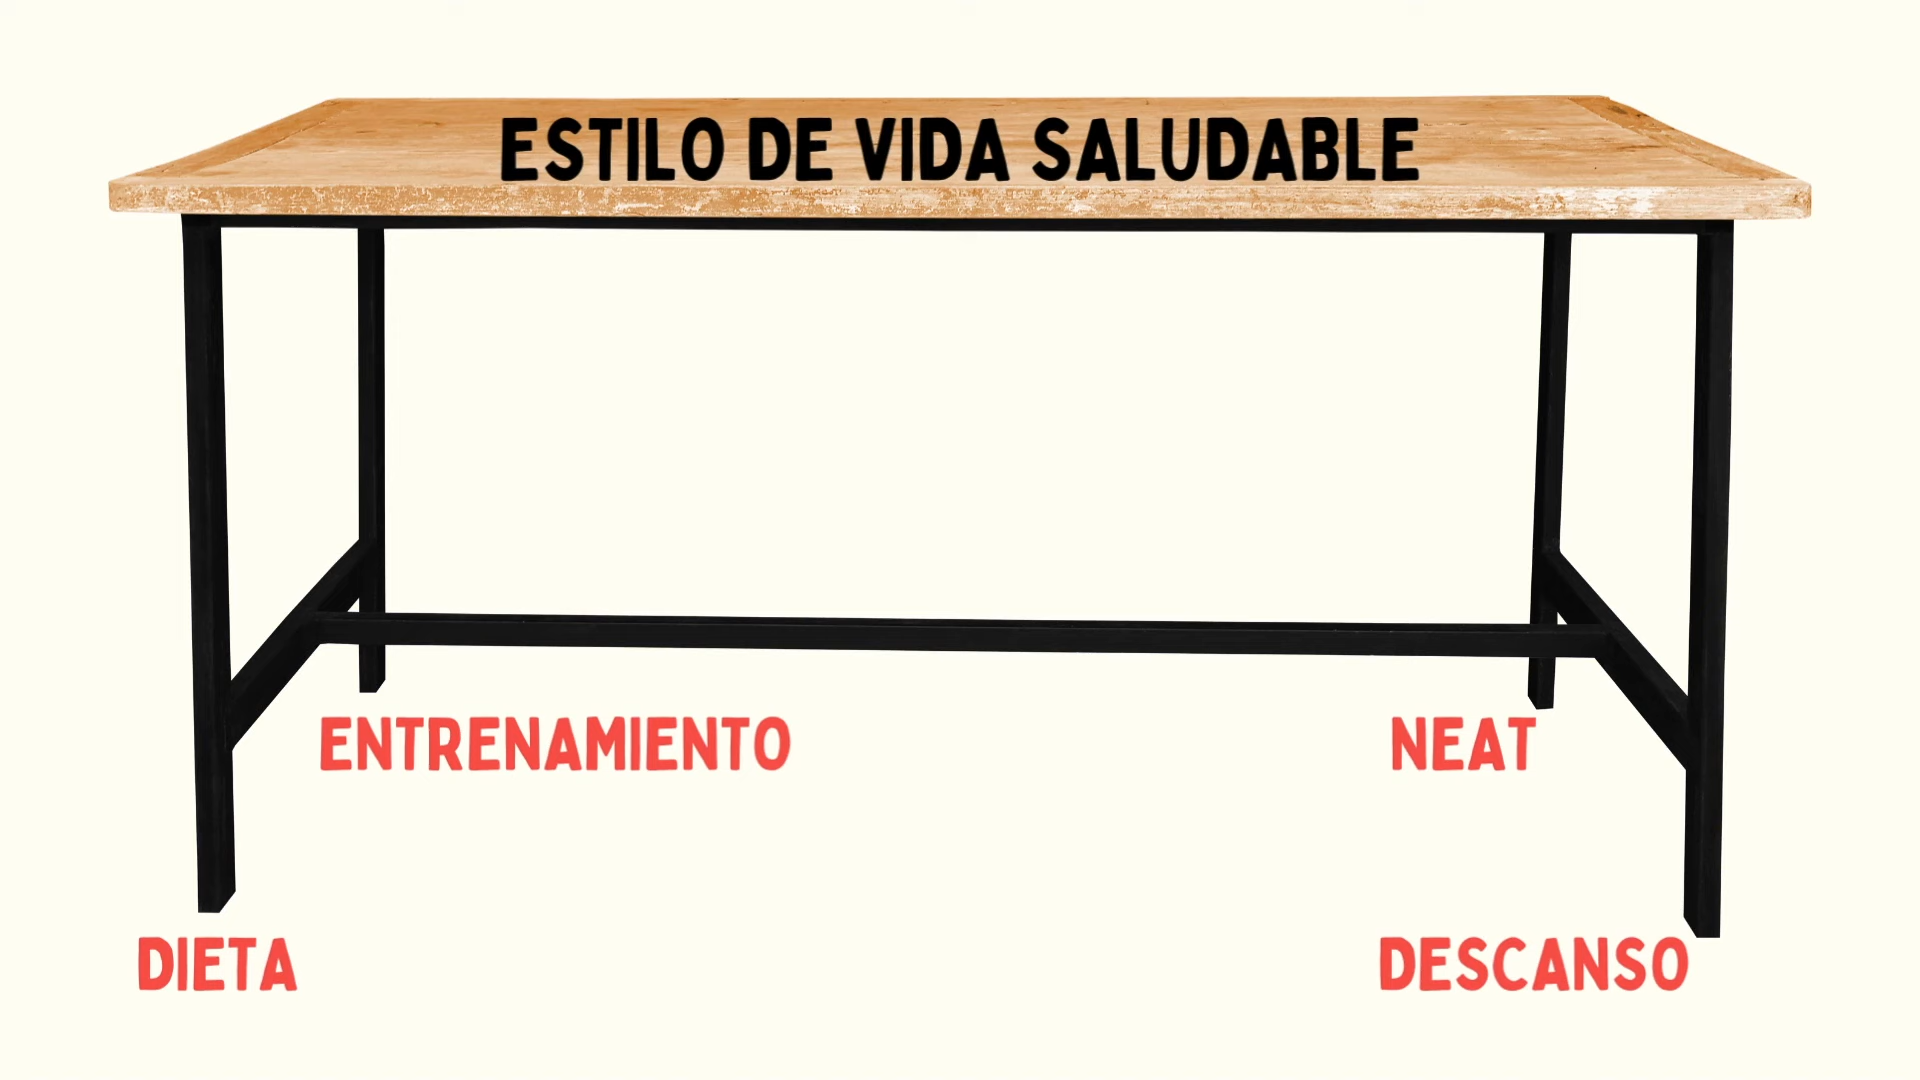 ESTILO DE VIDA SALUDABLE
ENTRENAMIENTO
NEAT
DIETA
DESCANSO